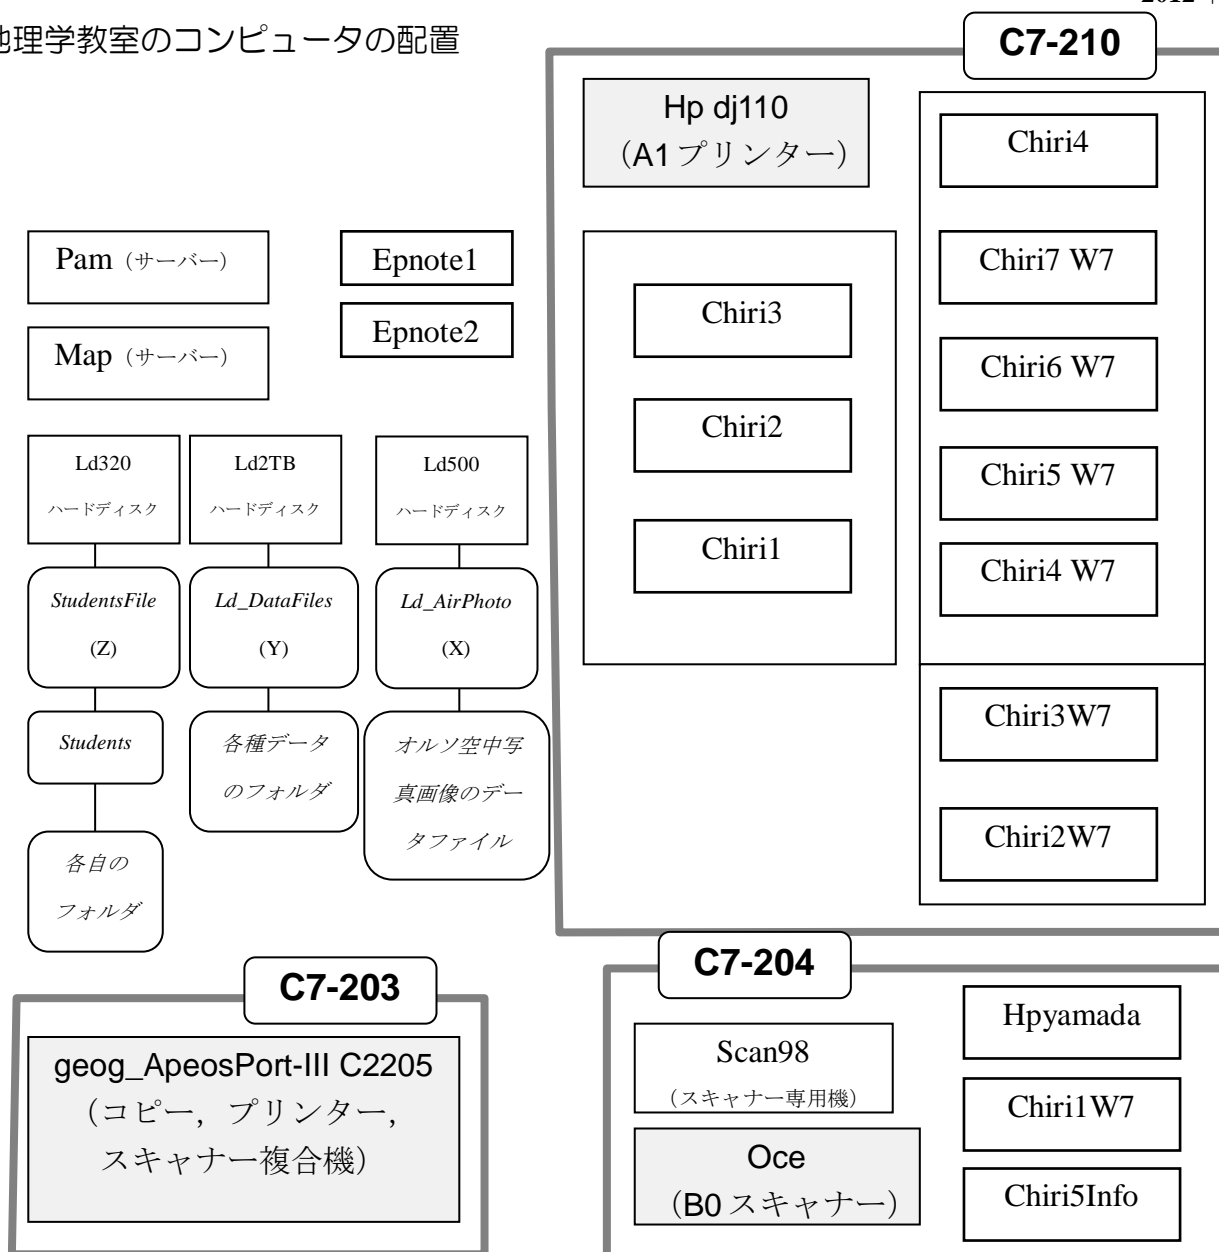 2012
地理学教室のコンピュータの配置
C7-210
Hp dj110
（A1プリンター）
Chiri4
Chiri7 W7
Chiri6 W7
Chiri5 W7
Chiri4 W7
Chiri3
Chiri2
Chiri1
Chiri3W7
Chiri2W7
Pam（サーバー）
Map（サーバー）
Epnote1
Epnote2
Ld320
ハードディスク
Ld2TB
ハードディスク
Ld500
ハードディスク
StudentsFile
(Z)
Ld_DataFiles
(Y)
Ld_AirPhoto
(X)
Students
各種データ
のフォルダ
オルソ空中写
真画像のデー
タファイル
各自の
フォルダ
C7-203
geog_ApeosPort-III C2205
（コピー，プリンター，
スキャナー複合機）
C7-204
Scan98
（スキャナー専用機）
Oce
（B0スキャナー）
Hpyamada
Chiri1W7
Chiri5Info